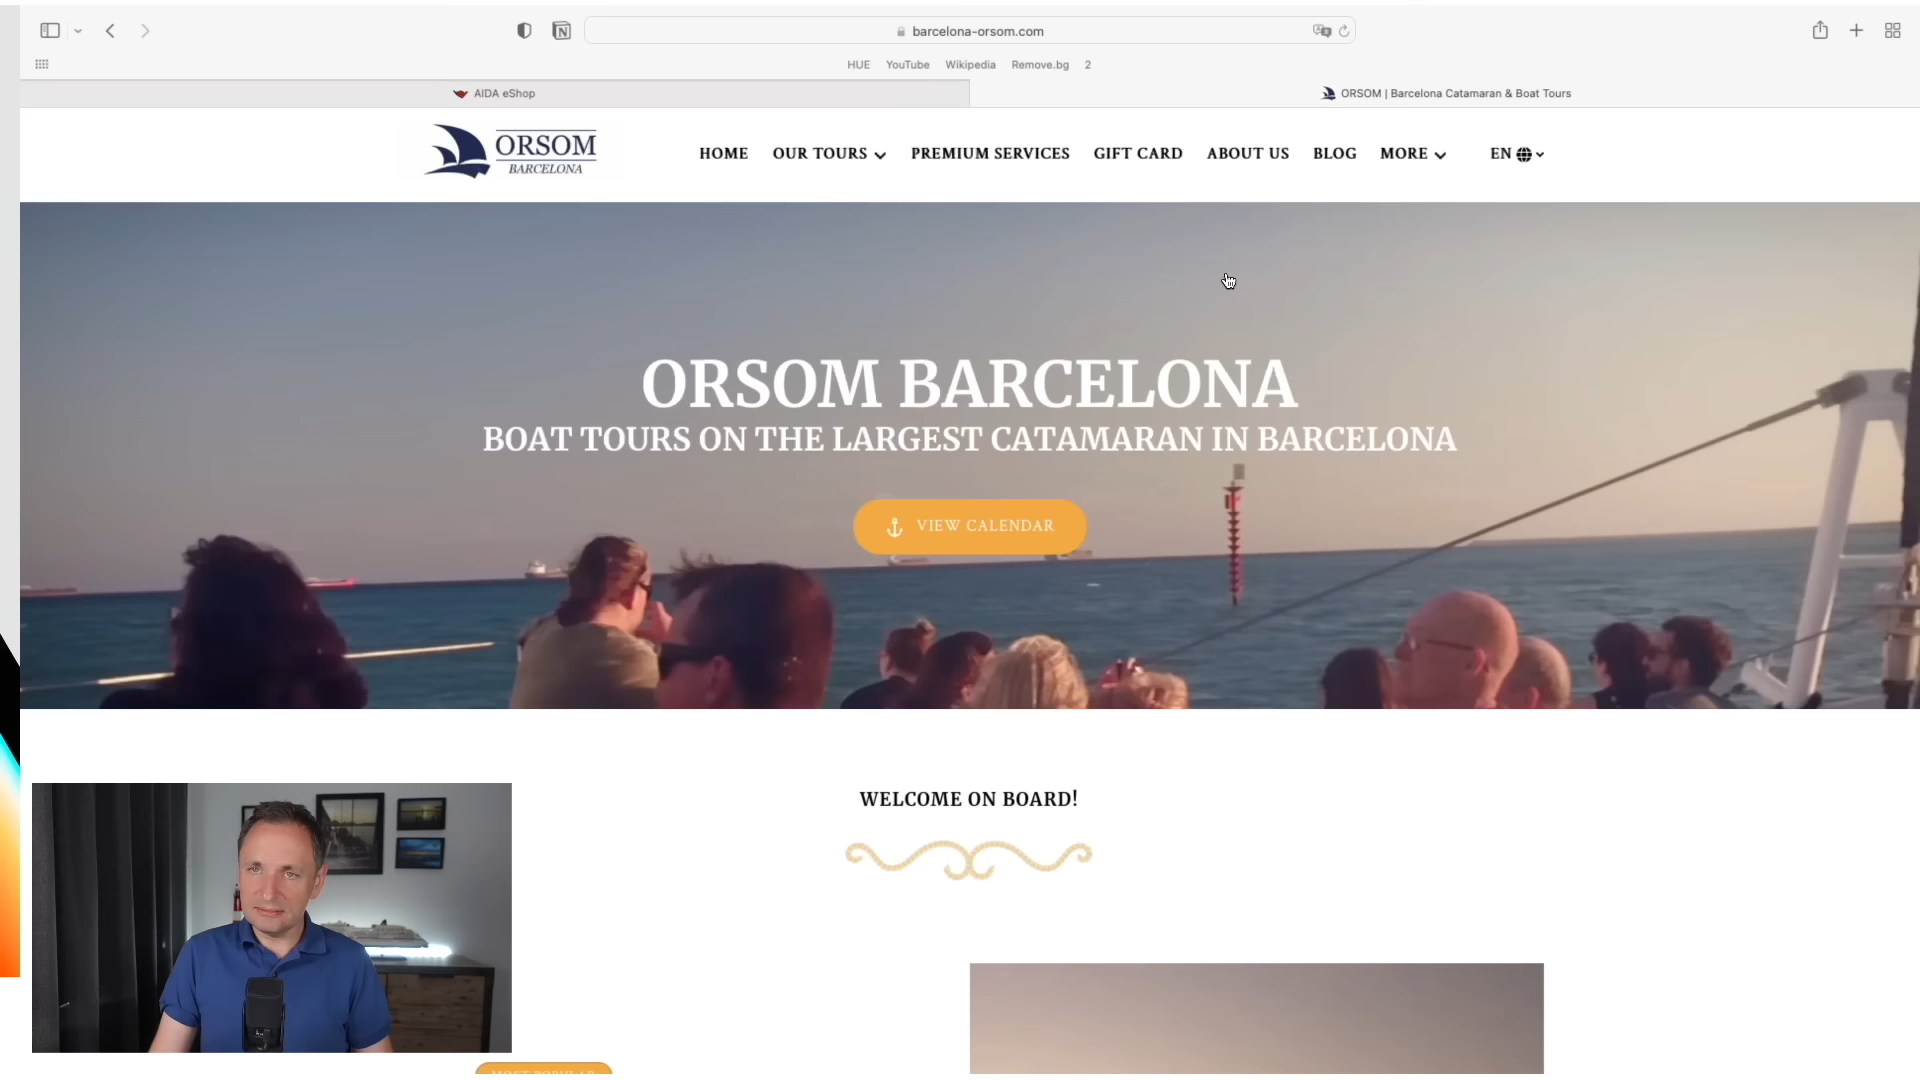 barcelona-orsom.com
HUE YouTube Wikipedia Remove.bg 2
AIDA eShop
ORSOM | Barcelona Catamaran & Boat Tours
ORSOM
BARCELONA
HOME OUR TOURS PREMIUM SERVICES GIFT CARD ABOUT US BLOG MORE EN
ORSOM BARCELONA
BOAT TOURS ON THE LARGEST CATAMARAN IN BARCELONA
VIEW CALENDAR
WELCOME ON BOARD!
MOST POPULAR